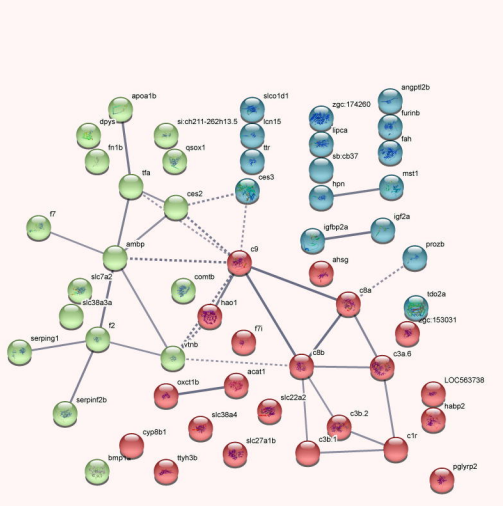 apoa1b
slco1d1
angptl2b
zgc:174260
dpys
si:ch211-262h13.5
lcn15
furinb
lipca
fn1b
qsox1
ttr
fah
sb:cb37
tfa
ces2
ces3
hpn
mst1
f7
ambp
c9
igfbp2a
igf2a
prozb
ahsg
slc7a2
comtb
c8a
tdo2a
slc38a3a
hao1
zgc:153031
f2
f7i
serping1
vtnb
c8b
c3a.6
oxct1b
acat1
LOC563738
serpinf2b
slc22a2
habp2
cyp8b1
slc38a4
c3b.2
c3b.1
c1r
slc27a1b
ttyh3b
pglyrp2